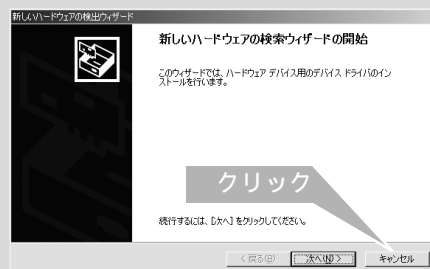 新しいハードウェアの検出ウィザード
新しいハードウェアの検索ウィザードの開始
このウィザードでは、ハードウェア デバイス用のデバイス ドライバのイン
ストールを行います。
クリック
続行するには、[次へ] をクリックしてください。
< 戻る(B)
次へ(N) >
キャンセル